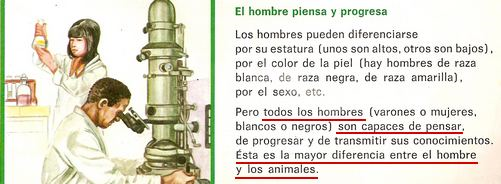 El hombre piensa y progresa
Los hombres pueden diferenciarse
por su estatura (unos son altos, otros son bajos),
por el color de la piel (hay hombres de raza
blanca, de raza negra, de raza amarilla),
por el sexo, etc.
Pero todos los hombres (varones o mujeres,
blancos o negros) son capaces de pensar,
de progresar y de transmitir sus conocimientos.
Ésta es la mayor diferencia entre el hombre
y los animales.